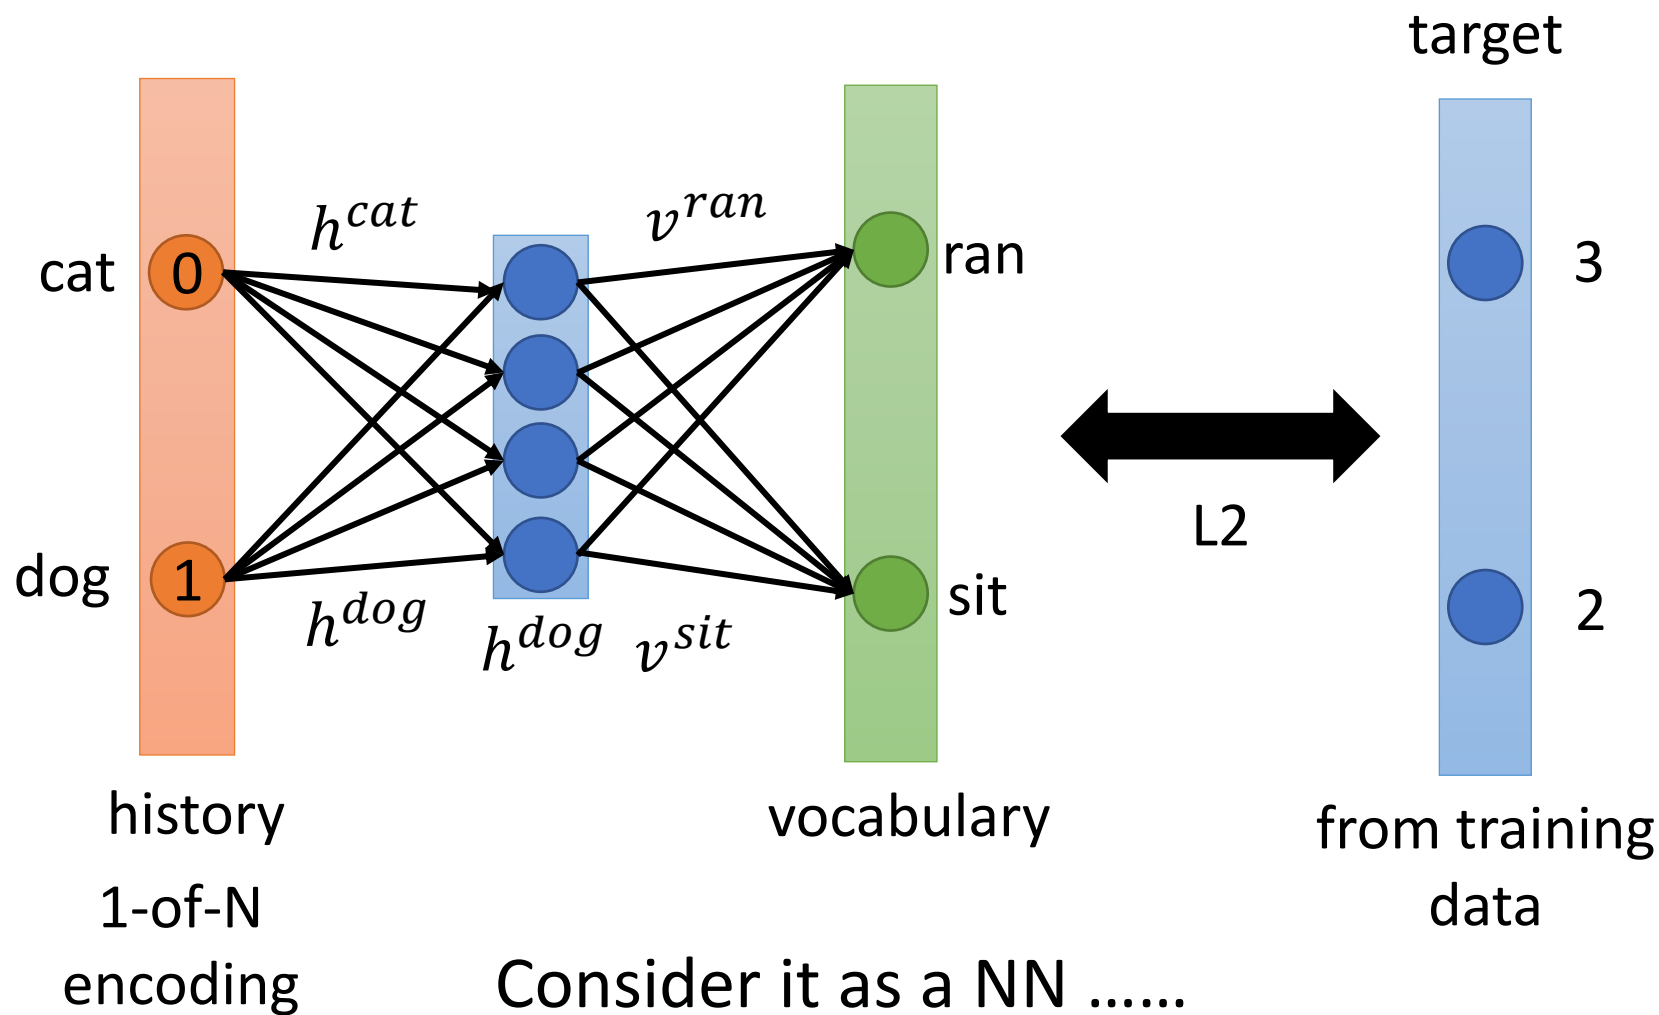 target
h^{cat}
v^{ran}
cat
0
ran
3
dog
1
sit
2
L2
h^{dog}
h^{dog}
v^{sit}
history
vocabulary
from training
data
1-of-N
encoding
Consider it as a NN ......